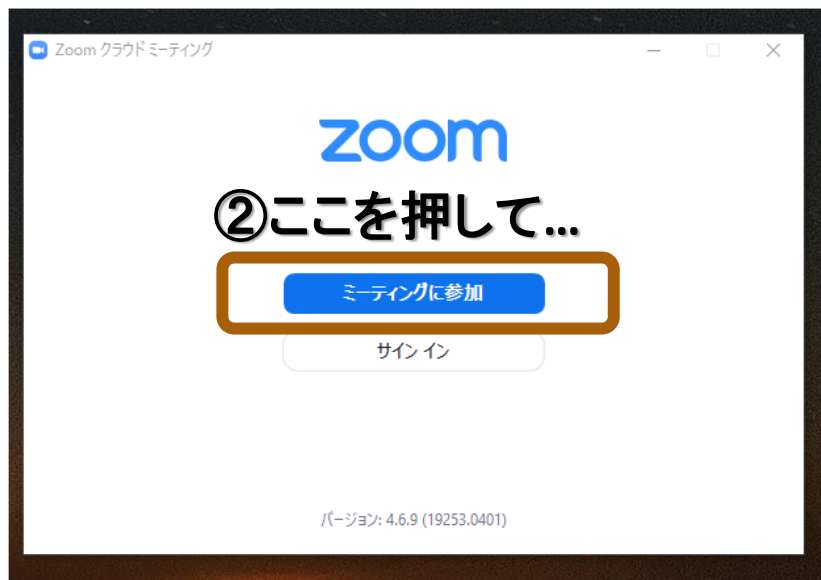 Zoom クラウド ミーティング
zoom
②ここを押して...
ミーティングに参加
サイン イン
バージョン: 4.6.9 (19253.0401)